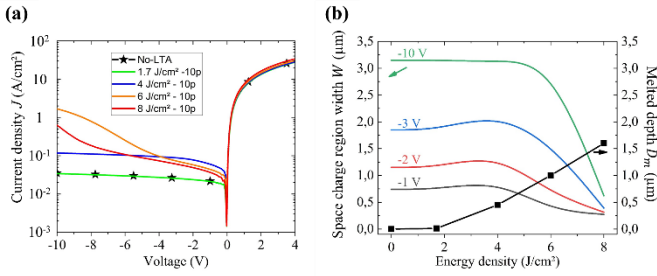 (a)
Current density J (A/cm²)
10²
10¹
1
10⁻¹
10⁻²
10⁻³
No-LTA
1.7 J/cm² -10p
4 J/cm² - 10p
6 J/cm² - 10p
8 J/cm² - 10p
-10 -8 -6 -4 -2 0 2 4
Voltage (V)
(b)
Space charge region width W (µm)
3,5
3,0
2,5
2,0
1,5
1,0
0,5
0,0
-10 V
-3 V
-2 V
-1 V
0 2 4 6 8
Energy density (J/cm²)
3,5
3,0
2,5
2,0
1,5
1,0
0,5
0,0
Melted depth Dₘ (µm)